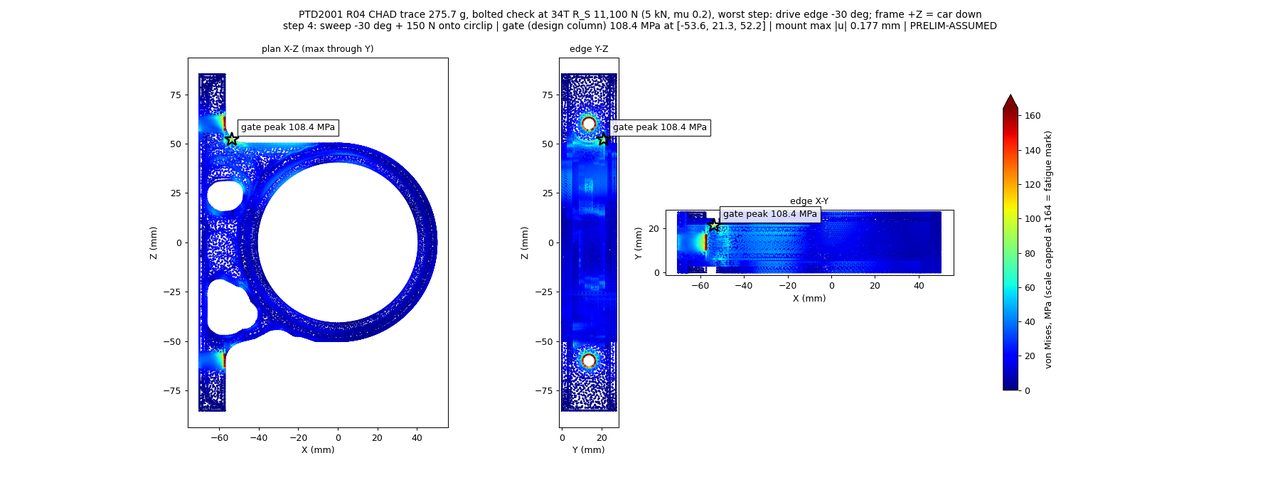 PTD2001 R04 CHAD trace 275.7 g, bolted check at 34T R_S 11,100 N (5 kN, mu 0.2), worst step: drive edge -30 deg; frame +Z = car down
step 4: sweep -30 deg + 150 N onto circlip | gate (design column) 108.4 MPa at [-53.6, 21.3, 52.2] | mount max |u| 0.177 mm | PRELIM-ASSUMED
plan X-Z (max through Y)
75
50
25
0
−25
−50
−75
Z (mm)
gate peak 108.4 MPa
−60 −40 −20 0 20 40
X (mm)
edge Y-Z
75
50
25
0
−25
−50
−75
Z (mm)
gate peak 108.4 MPa
0 20
Y (mm)
edge X-Y
gate peak 108.4 MPa
20
0
Y (mm)
−60 −40 −20 0 20 40
X (mm)
160
140
120
100
80
60
40
20
0
von Mises, MPa (scale capped at 164 = fatigue mark)